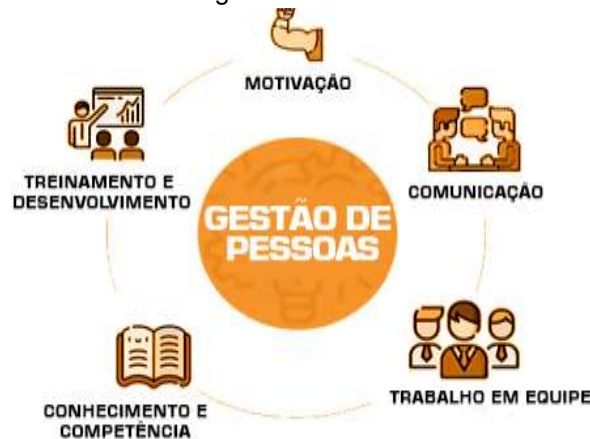 MOTIVAÇÃO
COMUNICAÇÃO
TREINAMENTO E
DESENVOLVIMENTO
GESTÃO DE
PESSOAS
TRABALHO EM EQUIPE
CONHECIMENTO E
COMPETÊNCIA